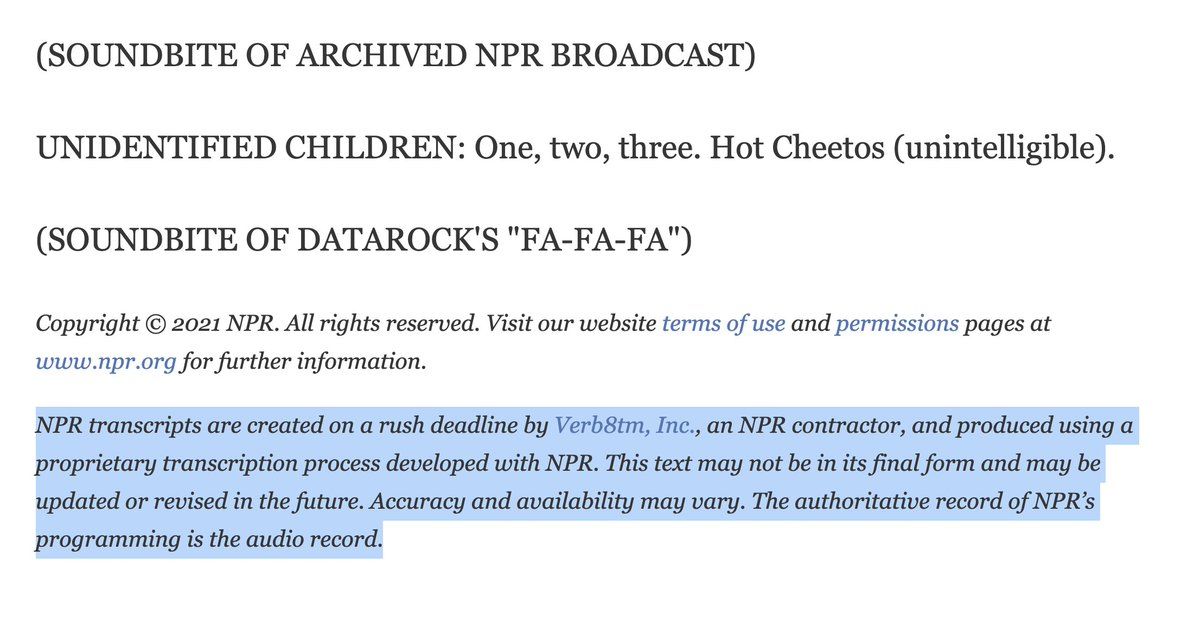 (SOUNDBITE OF ARCHIVED NPR BROADCAST)
UNIDENTIFIED CHILDREN: One, two, three. Hot Cheetos (unintelligible).
(SOUNDBITE OF DATAROCK'S "FA-FA-FA")
Copyright © 2021 NPR. All rights reserved. Visit our website terms of use and permissions pages at
www.npr.org for further information.
NPR transcripts are created on a rush deadline by Verb8tm, Inc., an NPR contractor, and produced using a
proprietary transcription process developed with NPR. This text may not be in its final form and may be
updated or revised in the future. Accuracy and availability may vary. The authoritative record of NPR’s
programming is the audio record.